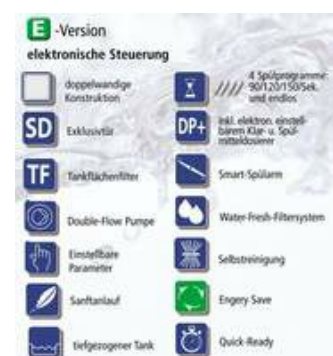 E -Version
elektronische Steuerung
doppelwandige
Konstruktion
SD Exklusivtür
TF Tankflächenfilter
Double-Flow Pumpe
Einstellbare
Parameter
Sanftanlauf
tiefgezogener Tank
4 Spülprogramme
90/120/150/Sek.
und endlos
DP+ inkl. elektron. einstell-
barem Klar- u. Spül-
mitteldosierer
Smart-Spülarm
Water-Fresh-Filtersystem
Selbstreinigung
Engery Save
Quick-Ready